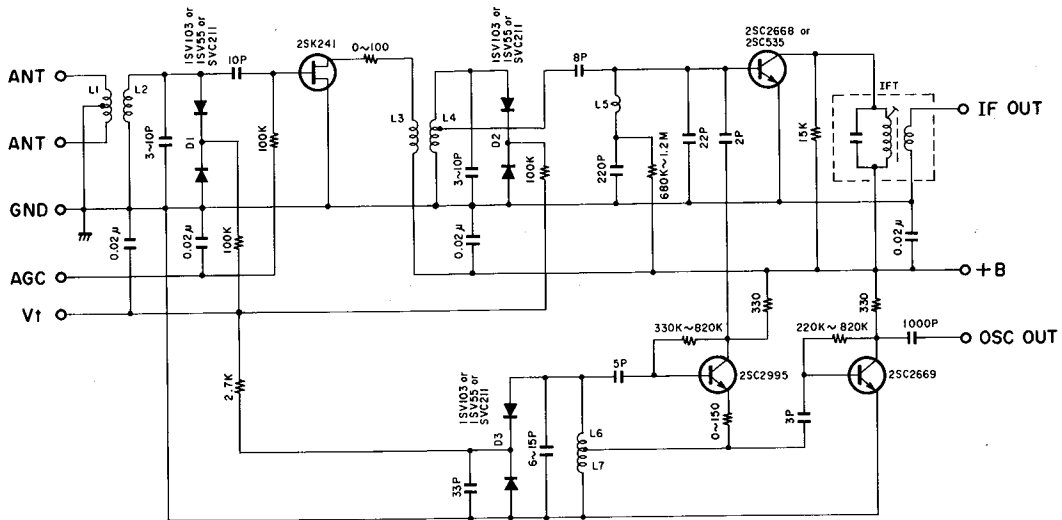 1SV103 or
1SV55 or
SVC211
1SV103 or
1SV55 or
SVC211
2SC2668 or
2SC535
2SK241
0~100
10P
8P
IFT
ANT
L1
L2
L3
L4
L5
IF OUT
3~10P
D1
100K
3~10P
D2
100K
220P
680K~1.2M
22P
2P
15K
ANT
GND
0.02µ
0.02µ
100K
0.02µ
0.02µ
AGC
+B
Vt
330
330
330K~820K
220K~820K
1000P
OSC OUT
5P
2SC2995
2SC2669
2.7K
1SV103 or
1SV55 or
SVC211
D3
6~15P
L6
L7
0~150
3P
33P